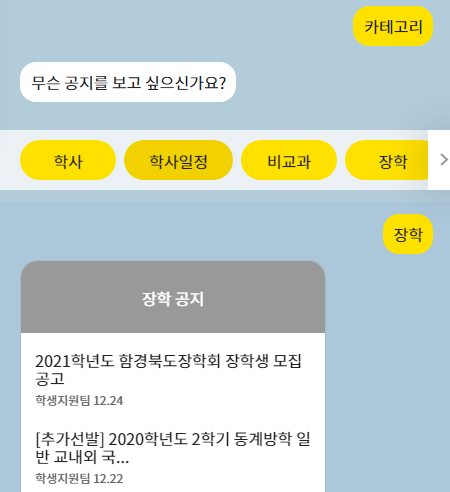 카테고리
무슨 공지를 보고 싶으신가요?
학사 학사일정 비교과 장학
장학
장학 공지
2021학년도 함경북도장학회 장학생 모집
공고
학생지원팀 12.24
[추가선발] 2020학년도 2학기 동계방학 일
반 교내외 국...
학생지원팀 12.22